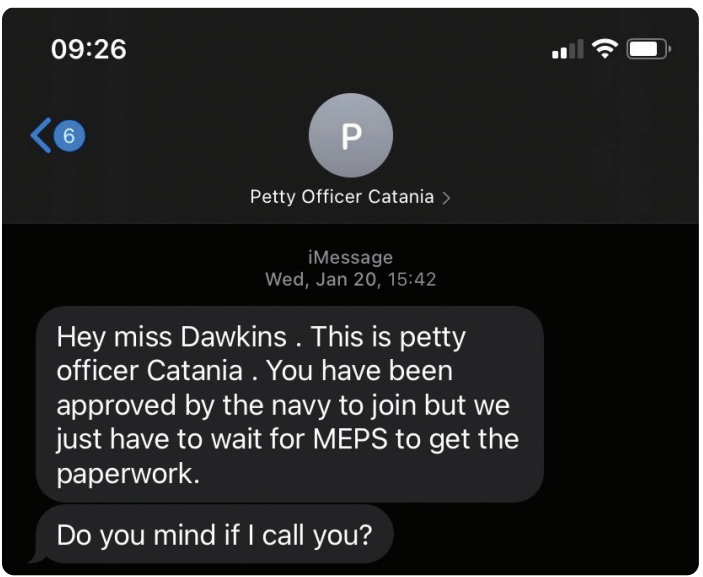 09:26
6
P
Petty Officer Catania >
iMessage
Wed, Jan 20, 15:42
Hey miss Dawkins . This is petty
officer Catania . You have been
approved by the navy to join but we
just have to wait for MEPS to get the
paperwork.
Do you mind if I call you?